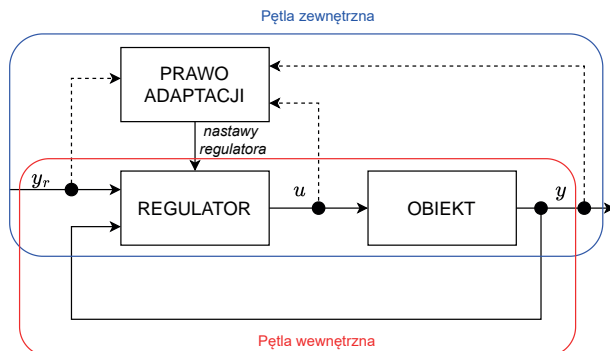 Pętla zewnętrzna
PRAWO
ADAPTACJI
nastawy
regulatora
y_r
REGULATOR
u
OBIEKT
y
Pętla wewnętrzna